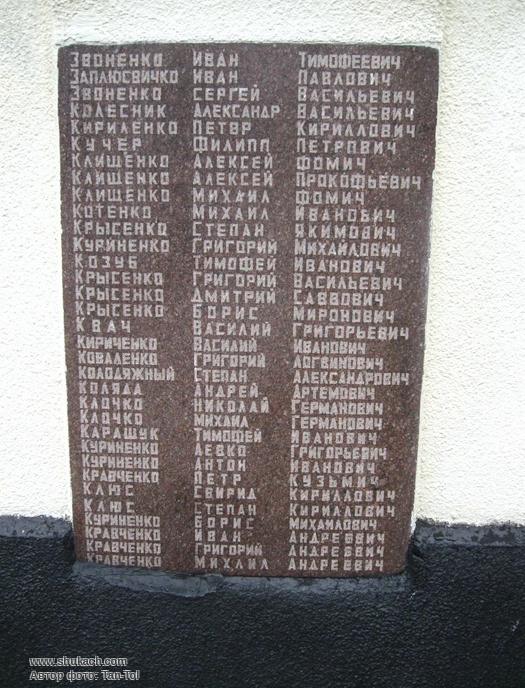 ЗВОНЕНКО ИВАН ТИМОФЕЕВИЧ
ЗАПЛЮСВИЧКО ИВАН ПАВЛОВИЧ
ЗВОНЕНКО СЕРГЕЙ ВАСИЛЬЕВИЧ
КОЛЕСНИК АЛЕКСАНДР ВАСИЛЬЕВИЧ
КИРИЛЕНКО ПЕТР КИРИЛЛОВИЧ
КУЧЕР ФИЛИПП ПЕТРОВИЧ
КЛИЩЕНКО АЛЕКСЕЙ ФОМИЧ
КЛИЩЕНКО АЛЕКСЕЙ ПРОКОФЬЕВИЧ
КЛИЩЕНКО МИХАИЛ ФОМИЧ
КОТЕНКО МИХАИЛ ИВАНОВИЧ
КРЫСЕНКО СТЕПАН ЯКИМОВИЧ
КУРИНЕНКО ГРИГОРИЙ МИХАЙЛОВИЧ
КОЗУБ ТИМОФЕЙ ИВАНОВИЧ
КРЫСЕНКО ГРИГОРИЙ ВАСИЛЬЕВИЧ
КРЫСЕНКО ДМИТРИЙ САВВОВИЧ
КРЫСЕНКО БОРИС МИРОНОВИЧ
КВАЧ ВАСИЛИЙ ГРИГОРЬЕВИЧ
КИРИЧЕНКО ВАСИЛИЙ ИВАНОВИЧ
КОВАЛЕНКО ГРИГОРИЙ ЛОГВИНОВИЧ
КОЛОДЯЖНЫЙ СТЕПАН АЛЕКСАНДРОВИЧ
КОЛЯДА АНДРЕЙ АРТЕМОВИЧ
КЛОЧКО НИКОЛАЙ ГЕРМАНОВИЧ
КЛОЧКО МИХАИЛ ГЕРМАНОВИЧ
КАРАЩУК ТИМОФЕЙ ИВАНОВИЧ
КУРИНЕНКО ЛЕВКО ГРИГОРЬЕВИЧ
КУРИНЕНКО АНТОН ИВАНОВИЧ
КРАВЧЕНКО ПЕТР КУЗЬМИЧ
КЛЮС СВИРИД КИРИЛЛОВИЧ
КЛЮС СТЕПАН КИРИЛЛОВИЧ
КУРИНЕНКО БОРИС МИХАИЛОВИЧ
КРАВЧЕНКО ИВАН АНДРЕЕВИЧ
КРАВЧЕНКО ГРИГОРИЙ АНДРЕЕВИЧ
КРАВЧЕНКО МИХАИЛ АНДРЕЕВИЧ
www.shukach.com
Автор фото: Tan-Tol